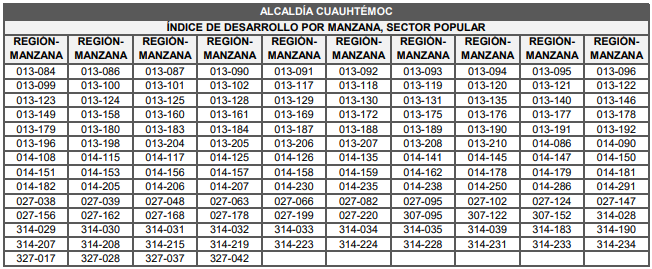 ALCALDÍA CUAUHTÉMOC
ÍNDICE DE DESARROLLO POR MANZANA, SECTOR POPULAR
REGIÓN-MANZANA REGIÓN-MANZANA REGIÓN-MANZANA REGIÓN-MANZANA REGIÓN-MANZANA REGIÓN-MANZANA REGIÓN-MANZANA REGIÓN-MANZANA REGIÓN-MANZANA REGIÓN-MANZANA
013-084 013-086 013-087 013-090 013-091 013-092 013-093 013-094 013-095 013-096
013-099 013-100 013-101 013-102 013-117 013-118 013-119 013-120 013-121 013-122
013-123 013-124 013-125 013-128 013-129 013-130 013-131 013-135 013-140 013-146
013-149 013-158 013-160 013-161 013-169 013-172 013-175 013-176 013-177 013-178
013-179 013-180 013-183 013-184 013-187 013-188 013-189 013-190 013-191 013-192
013-196 013-198 013-204 013-205 013-206 013-207 013-208 013-210 014-086 014-090
014-108 014-115 014-117 014-125 014-126 014-135 014-141 014-145 014-147 014-150
014-151 014-153 014-156 014-157 014-158 014-159 014-162 014-178 014-179 014-181
014-182 014-205 014-206 014-207 014-230 014-235 014-238 014-250 014-286 014-291
027-038 027-039 027-048 027-063 027-066 027-082 027-095 027-102 027-124 027-147
027-156 027-162 027-168 027-178 027-199 027-220 307-095 307-122 307-152 314-028
314-029 314-030 314-031 314-032 314-033 314-034 314-035 314-039 314-183 314-190
314-207 314-208 314-215 314-219 314-223 314-224 314-228 314-231 314-233 314-234
327-017 327-028 327-037 327-042